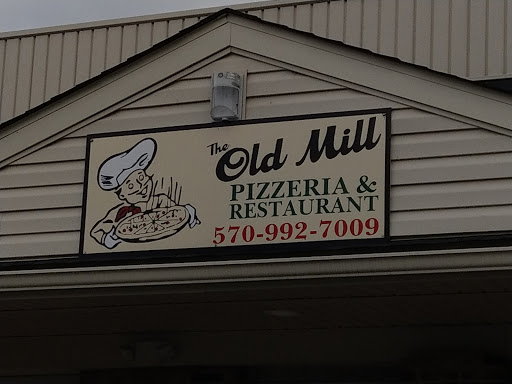 The Old Mill
PIZZERIA &
RESTAURANT
570-992-7009